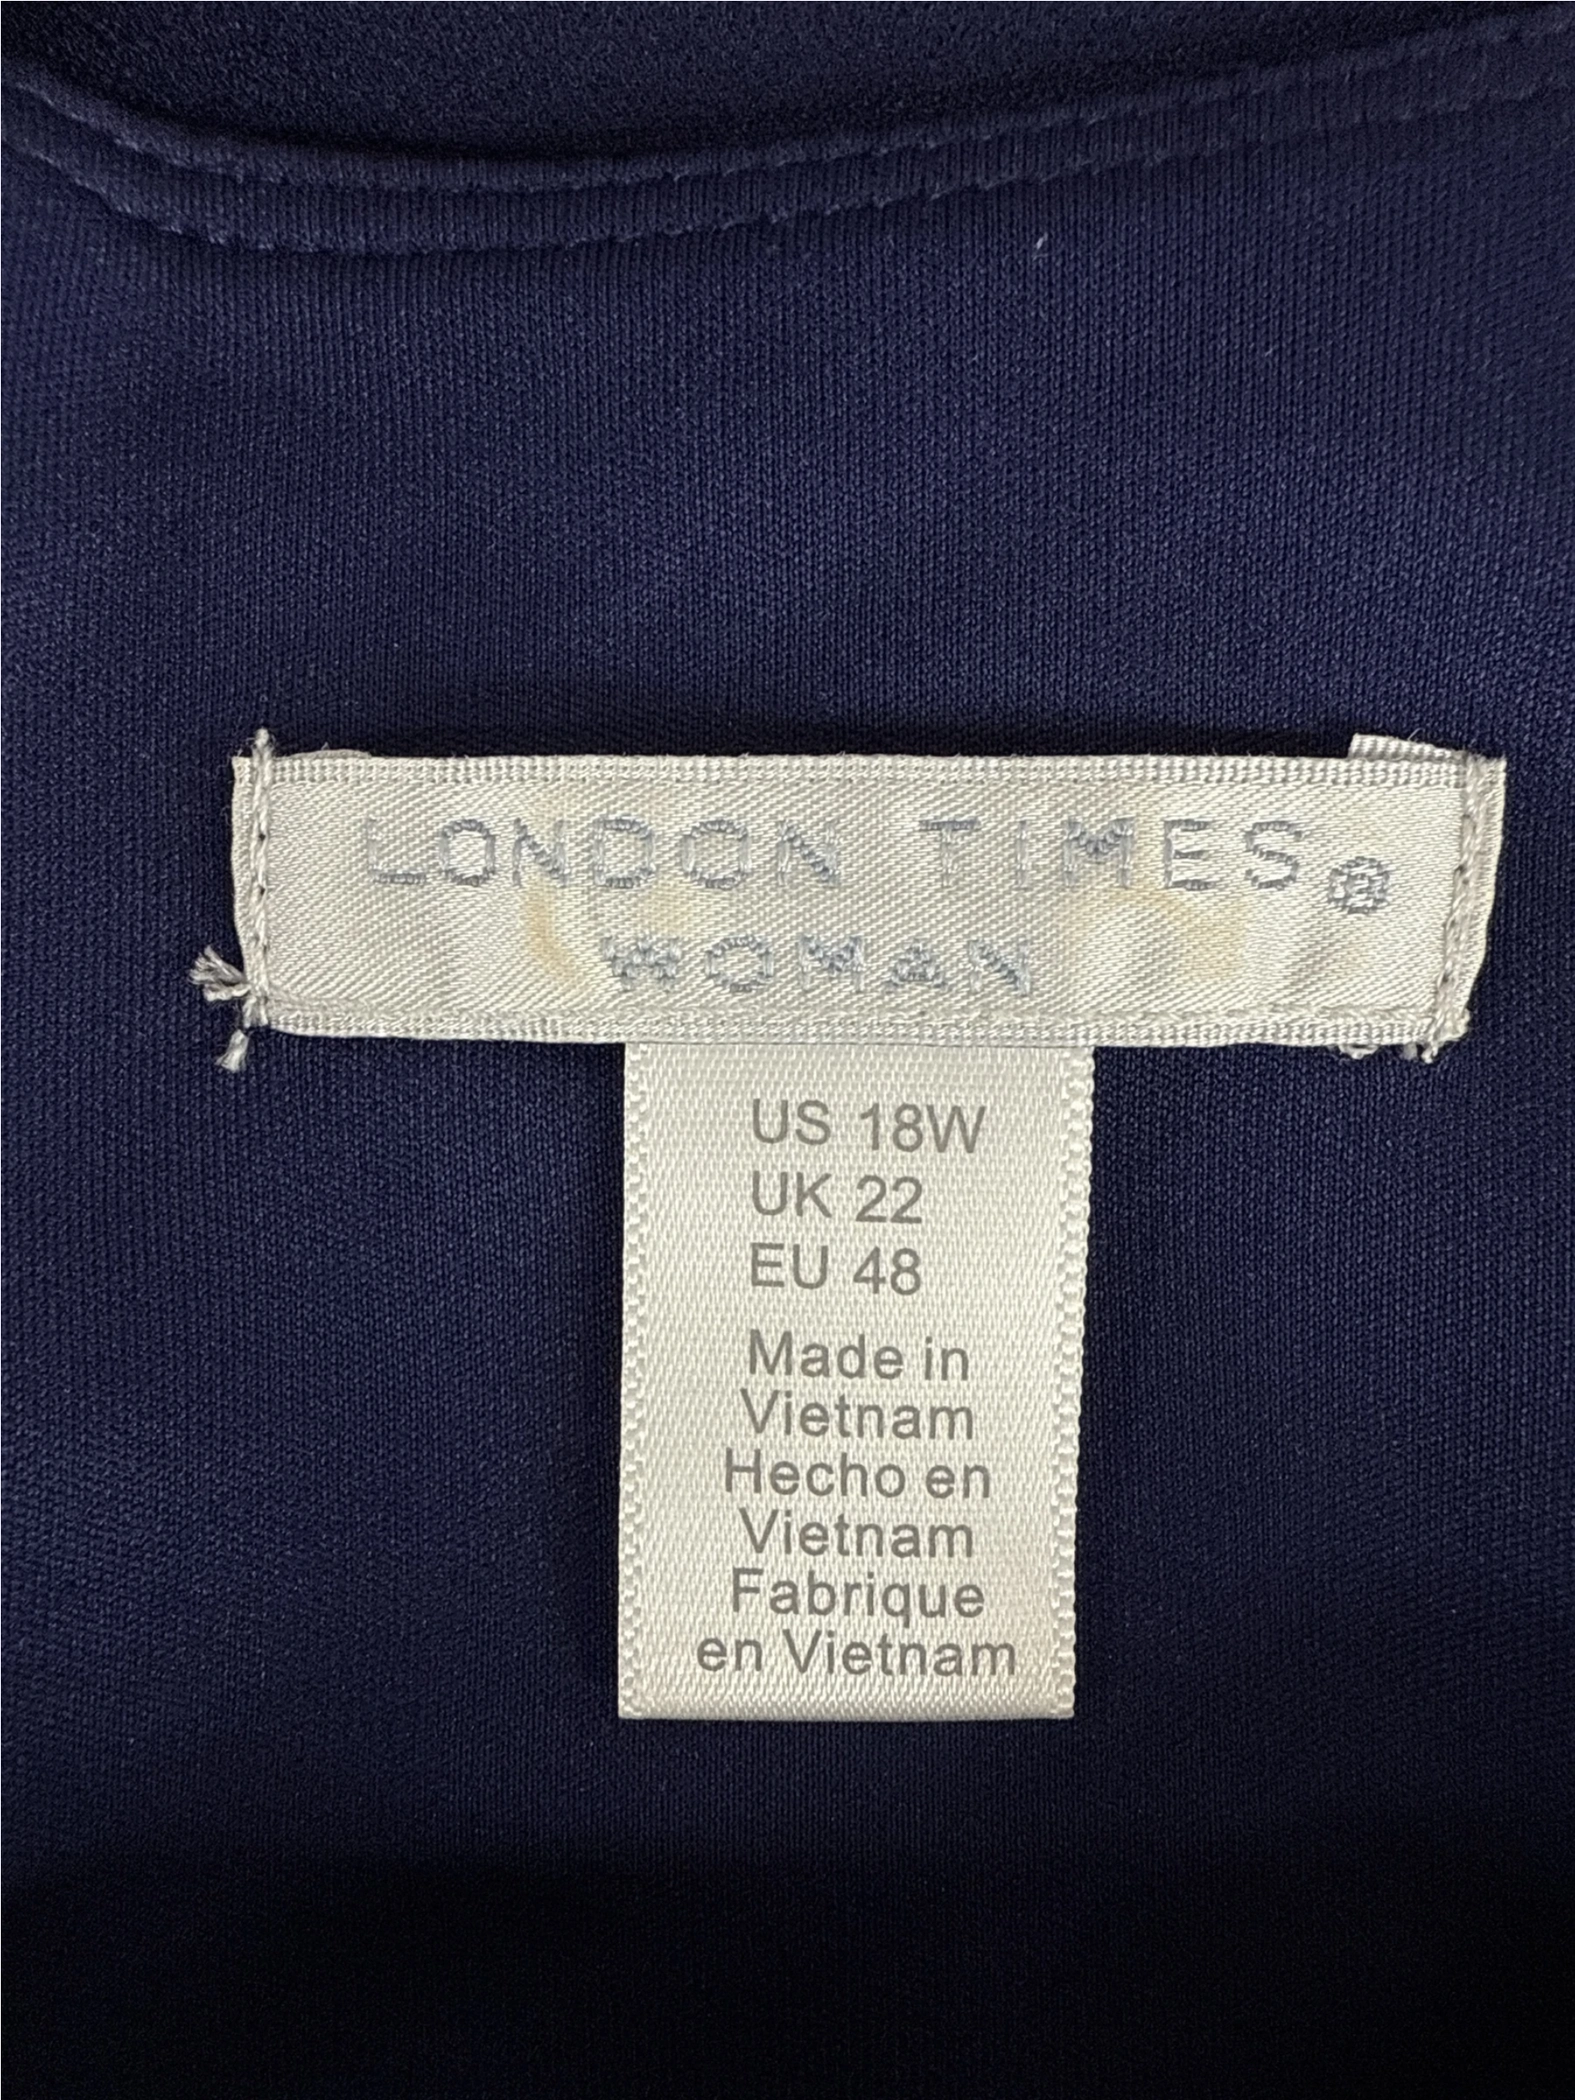 LONDON TIMES®
WOMAN
US 18W
UK 22
EU 48
Made in
Vietnam
Hecho en
Vietnam
Fabrique
en Vietnam